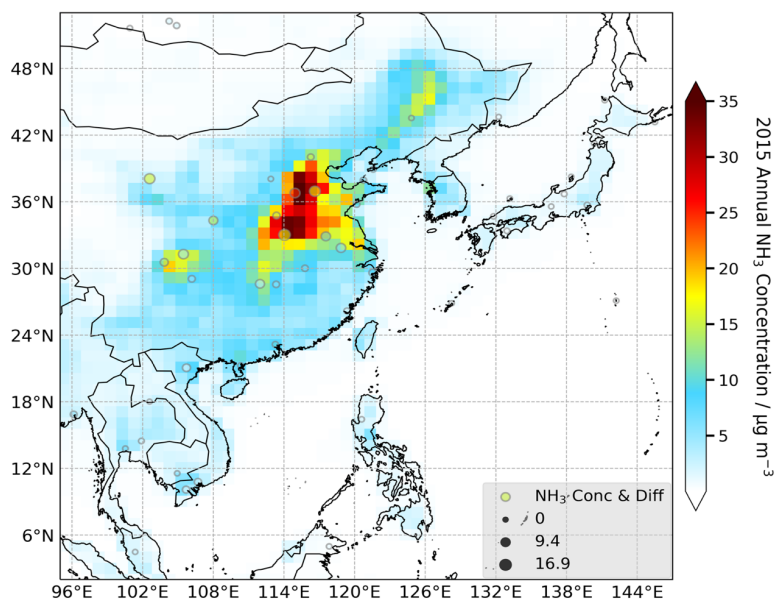 48°N
42°N
36°N
30°N
24°N
18°N
12°N
6°N
96°E 102°E 108°E 114°E 120°E 126°E 132°E 138°E 144°E
NH₃ Conc & Diff
0
9.4
16.9
35
30
25
20
15
10
5
2015 Annual NH₃ Concentration / μg m⁻³